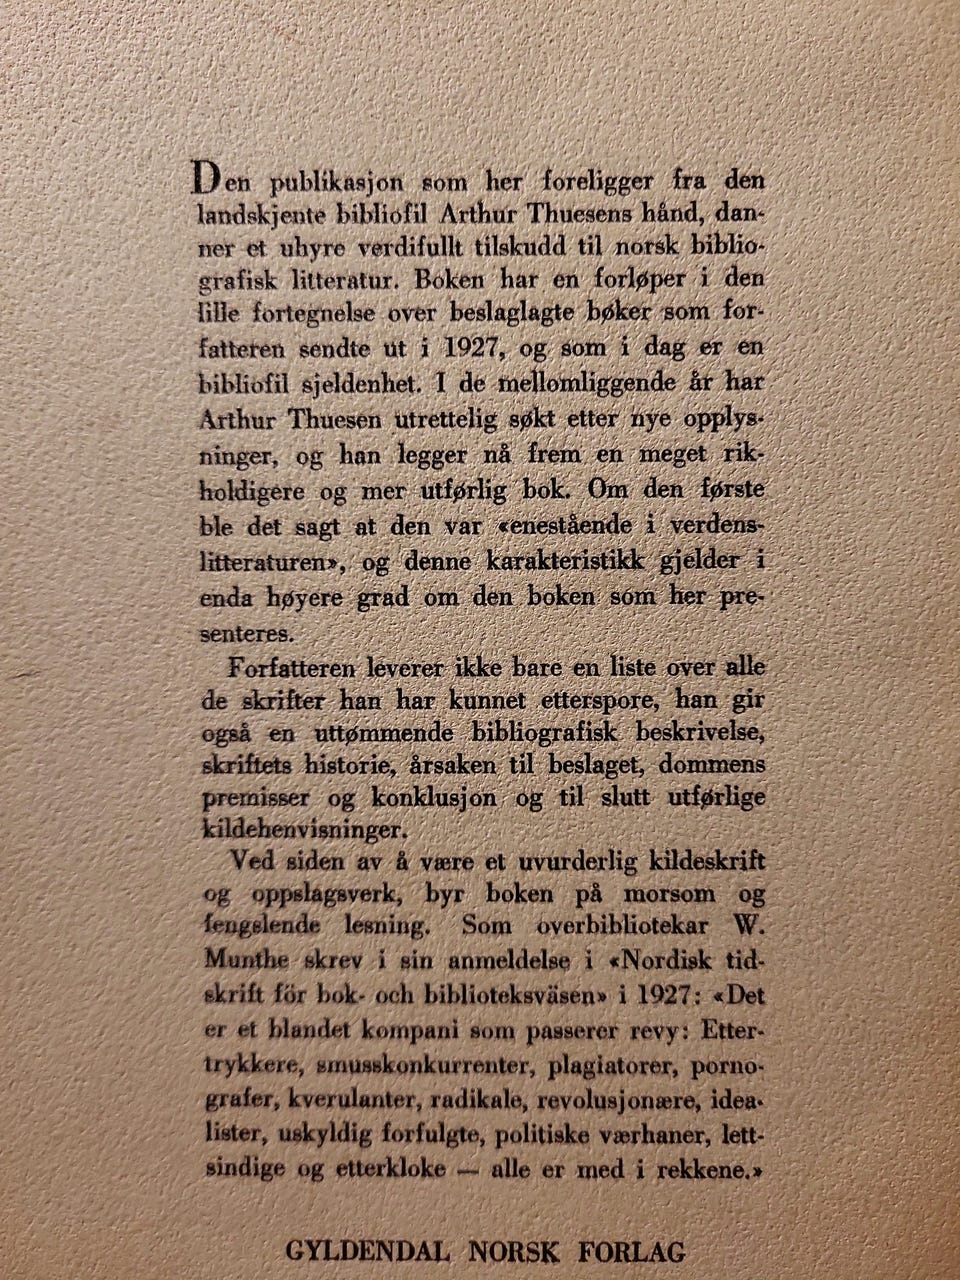 Den publikasjon som her foreligger fra den
landskjente bibliofil Arthur Thuesens hånd, dan-
ner et uhyre verdifullt tilskudd til norsk biblio-
grafisk litteratur. Boken har en forløper i den
lille fortegnelse over beslaglagte bøker som for-
fatteren sendte ut i 1927, og som i dag er en
bibliofil sjeldenhet. I de mellomliggende år har
Arthur Thuesen utrettelig søkt etter nye opplys-
ninger, og han legger nå frem en meget rik-
holdigere og mer utførlig bok. Om den første
ble det sagt at den var «enestående i verdens-
litteraturen», og denne karakteristikk gjelder i
enda høyere grad om den boken som her pre-
senteres.
Forfatteren leverer ikke bare en liste over alle
de skrifter han har kunnet etterspore, han gir
også en uttømmende bibliografisk beskrivelse,
skriftets historie, årsaken til beslaget, dommens
premisser og konklusjon og til slutt utførlige
kildehenvisninger.
Ved siden av å være et uvurderlig kildeskrift
og oppslagsverk, byr boken på morsom og
fengslende lesning. Som overbibliotekar W.
Munthe skrev i sin anmeldelse i «Nordisk tid-
skrift för bok- och biblioteksväsen» i 1927: «Det
er et blandet kompani som passerer revy: Etter-
trykkere, smusskonkurrenter, plagiatorer, porno-
grafer, kverulanter, radikale, revolusjonære, idea-
lister, uskyldig forfulgte, politiske værhaner, lett-
sindige og etterkloke — alle er med i rekkene.»
GYLDENDAL NORSK FORLAG